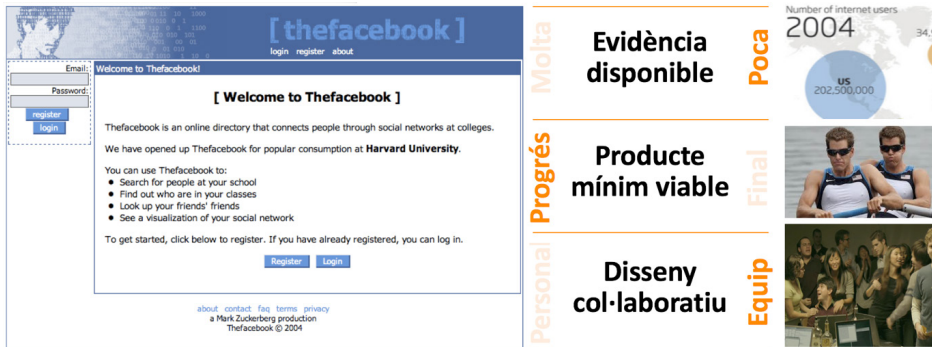 [ thefacebook ]
login register about
Email:
Password:
register
login
Welcome to Thefacebook!
[ Welcome to Thefacebook ]
Thefacebook is an online directory that connects people through social networks at colleges.
We have opened up Thefacebook for popular consumption at Harvard University.
You can use Thefacebook to:
• Search for people at your school
• Find out who are in your classes
• Look up your friends' friends
• See a visualization of your social network
To get started, click below to register. If you have already registered, you can log in.
Register Login
about contact faq terms privacy
a Mark Zuckerberg production
Thefacebook © 2004
Molta
Evidència
disponible
Poca
Number of internet users
2004
US
202,500,000
Progrés
Producte
mínim viable
Final
Personal
Disseny
col·laboratiu
Equip